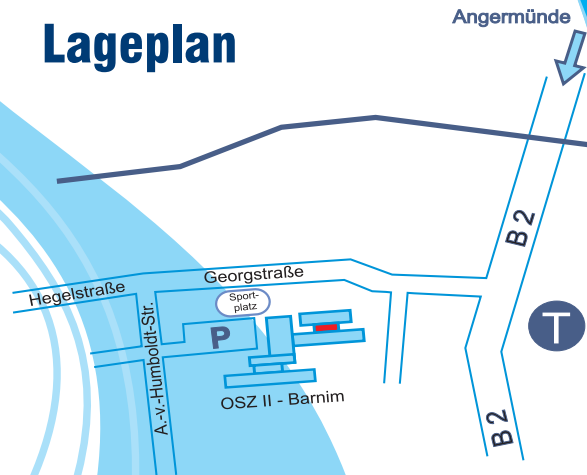 Angermünde
Lageplan
B 2
Georgstraße
Hegelstraße
Sport-
platz
A.-v.-Humboldt-Str.
P
T
OSZ II - Barnim
B 2